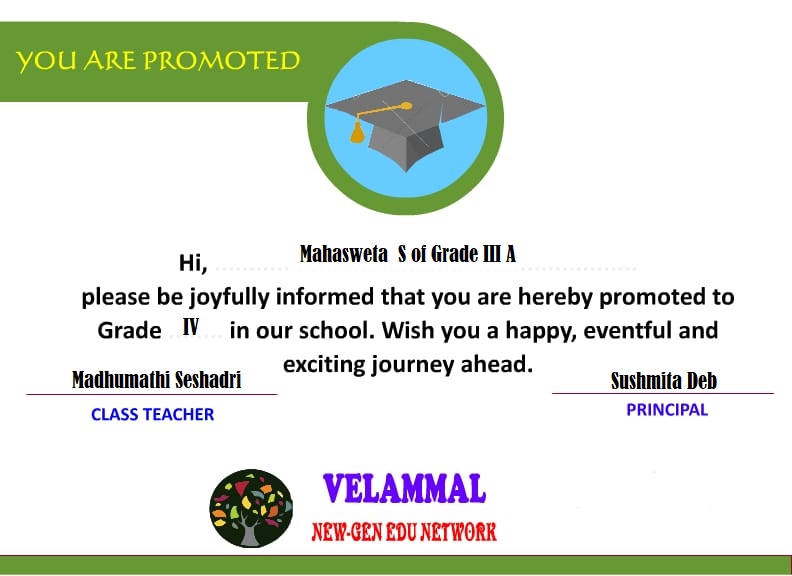 YOU ARE PROMOTED
Hi, ........... Mahasweta S of Grade III A .................
please be joyfully informed that you are hereby promoted to
Grade ..IV.... in our school. Wish you a happy, eventful and
exciting journey ahead.
Madhumathi Seshadri
Sushmita Deb
CLASS TEACHER
PRINCIPAL
VELAMMAL
NEW-GEN EDU NETWORK